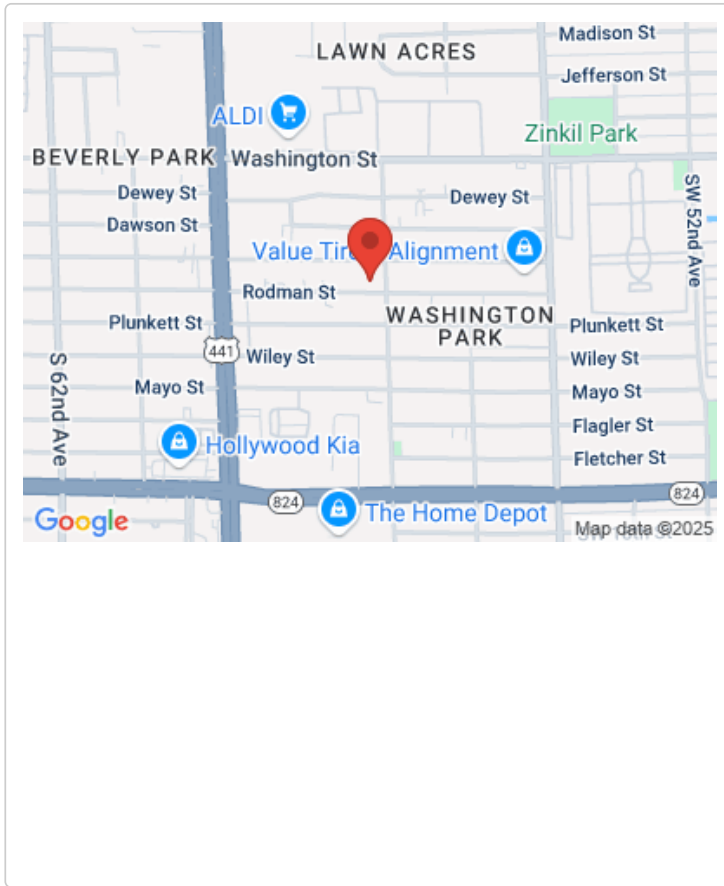 Madison St
LAWN ACRES
Jefferson St
ALDI
Zinkil Park
BEVERLY PARK
Washington St
Dewey St
Dewey St
SW 52nd Ave
Dawson St
Value Tire Alignment
Rodman St
WASHINGTON
PARK
Plunkett St
Plunkett St
441
Wiley St
Wiley St
S 62nd Ave
Mayo St
Mayo St
Flagler St
Hollywood Kia
Fletcher St
824
824
The Home Depot
Google
Map data ©2025